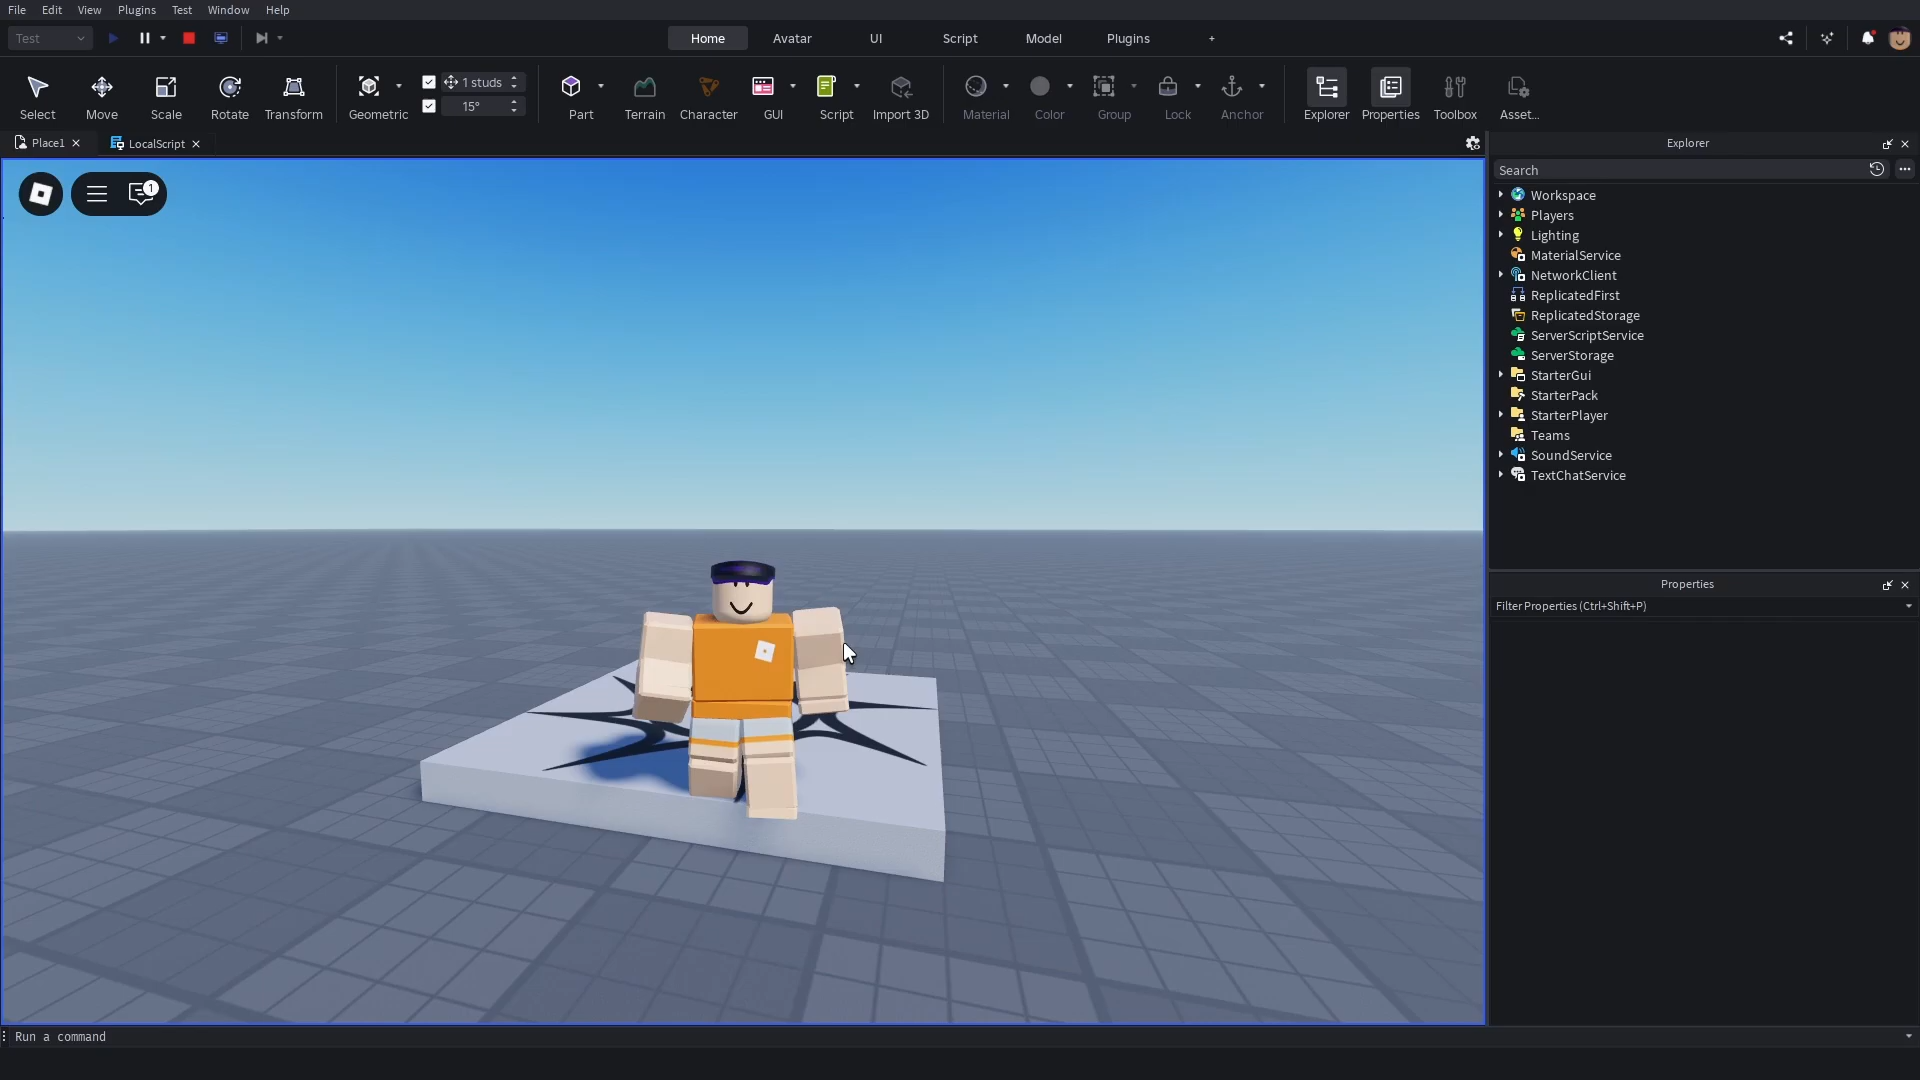 File Edit View Plugins Test Window Help
Test
Home Avatar UI Script Model Plugins +
Select Move Scale Rotate Transform Geometric
1 studs
15°
Part Terrain Character GUI Script Import 3D Material Color Group Lock Anchor Explorer Properties Toolbox Asset...
Place1
LocalScript
1
Explorer
Search
Workspace
Players
Lighting
MaterialService
NetworkClient
ReplicatedFirst
ReplicatedStorage
ServerScriptService
ServerStorage
StarterGui
StarterPack
StarterPlayer
Teams
SoundService
TextChatService
Properties
Filter Properties (Ctrl+Shift+P)
Run a command